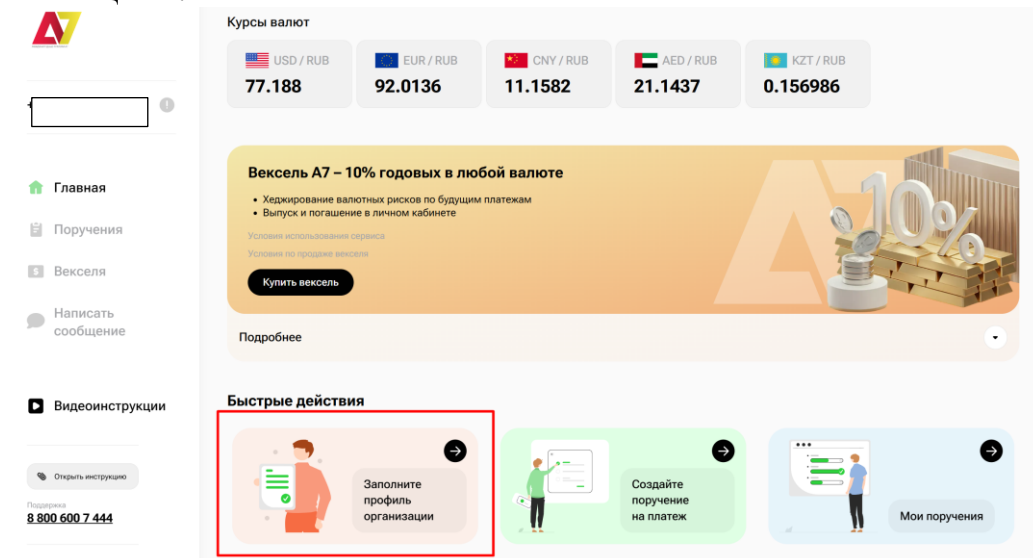 A7
Главная
Поручения
Векселя
Написать
сообщение
Видеоинструкции
Открыть инструкцию
Поддержка
8 800 600 7 444
Курсы валют
USD / RUB
77.188
EUR / RUB
92.0136
CNY / RUB
11.1582
AED / RUB
21.1437
KZT / RUB
0.156986
Вексель А7 – 10% годовых в любой валюте
• Хеджирование валютных рисков по будущим платежам
• Выпуск и погашение в личном кабинете
Условия использования сервиса
Условия по продаже векселя
Купить вексель
10%
Подробнее
Быстрые действия
Заполните
профиль
организации
Создайте
поручение
на платеж
Мои поручения